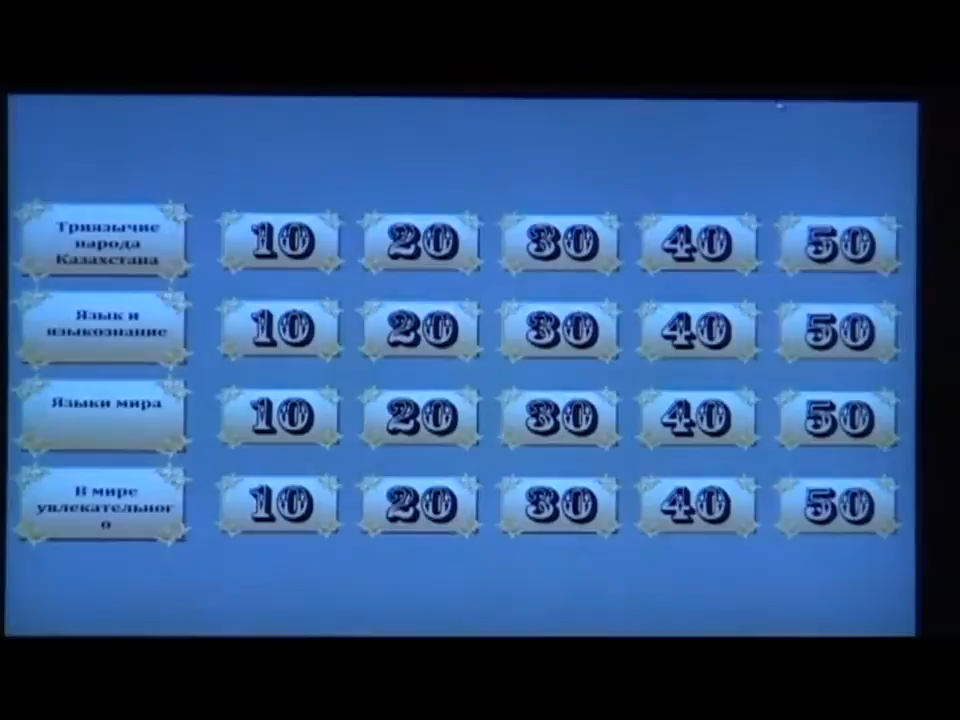 Триязычие
народа
Казахстана
10 20 30 40 50
Язык и
языкознание
10 20 30 40 50
Языки мира
10 20 30 40 50
В мире
увлекательног
о
10 20 30 40 50